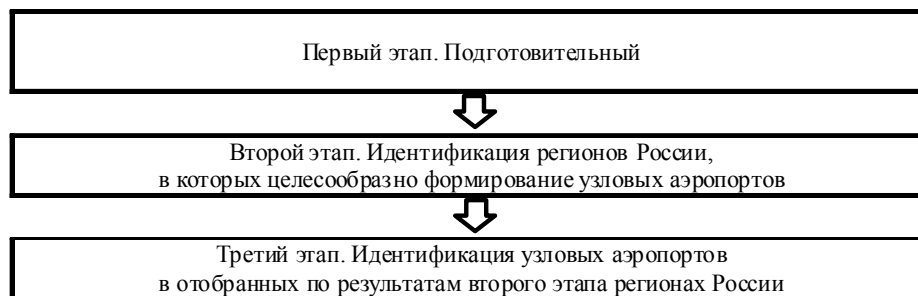 Первый этап. Подготовительный
Второй этап. Идентификация регионов России,
в которых целесообразно формирование узловых аэропортов
Третий этап. Идентификация узловых аэропортов
в отобранных по результатам второго этапа регионах России